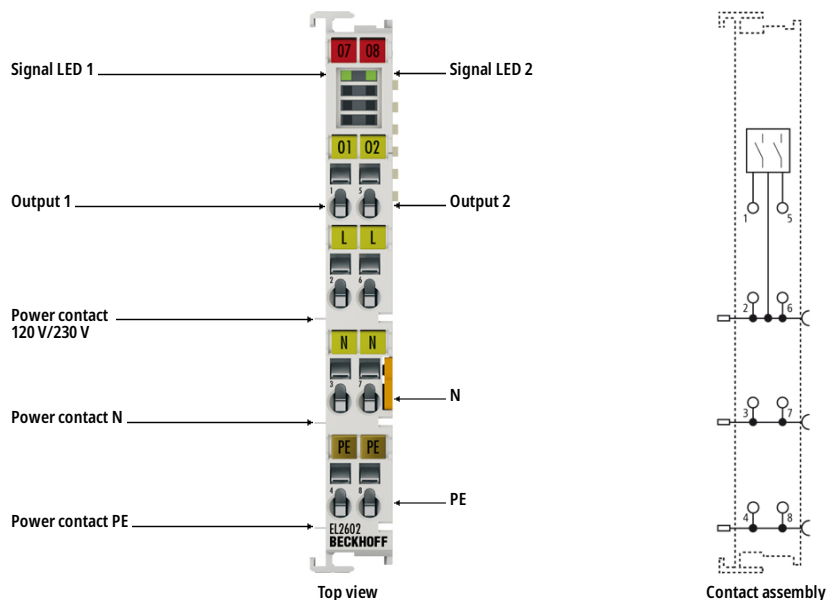 07 08
Signal LED 1
Signal LED 2
01 02
1 5
Output 1
Output 2
L L
2 6
Power contact
120 V/230 V
N N
3 7
N
Power contact N
PE PE
4 8
PE
Power contact PE
EL2602
BECKHOFF
Top view
1 5
2 6
3 7
4 8
Contact assembly